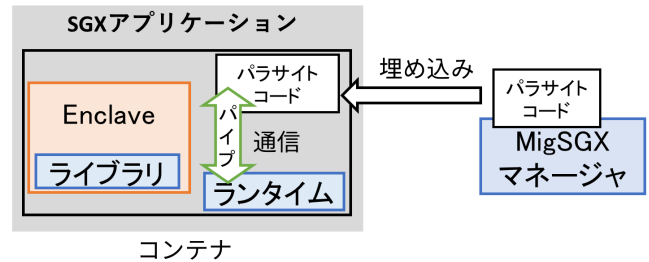 SGXアプリケーション
パラサイト
コード
埋め込み
パラサイト
コード
Enclave
パイプ
通信
MigSGX
マネージャ
ライブラリ
ランタイム
コンテナ